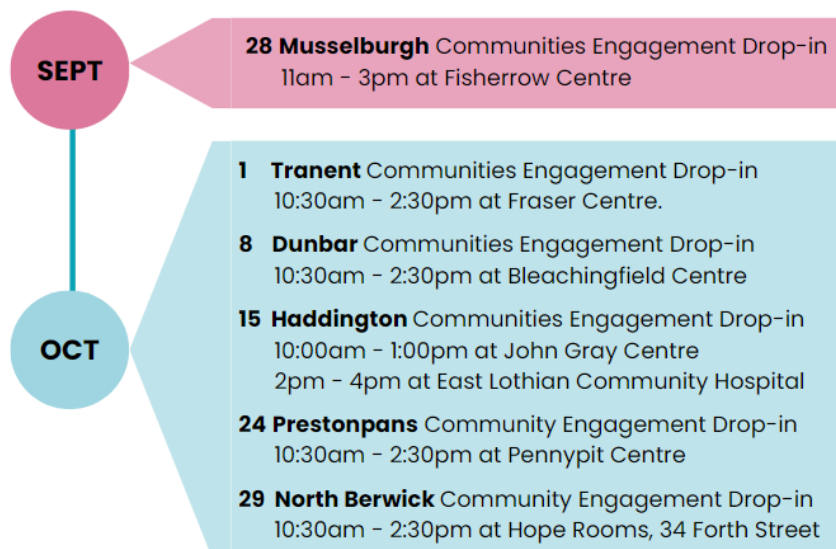 SEPT
28 Musselburgh Communities Engagement Drop-in
11am - 3pm at Fisherrow Centre
OCT
1 Tranent Communities Engagement Drop-in
10:30am - 2:30pm at Fraser Centre.
8 Dunbar Communities Engagement Drop-in
10:30am - 2:30pm at Bleachingfield Centre
15 Haddington Communities Engagement Drop-in
10:00am - 1:00pm at John Gray Centre
2pm - 4pm at East Lothian Community Hospital
24 Prestonpans Community Engagement Drop-in
10:30am - 2:30pm at Pennypit Centre
29 North Berwick Community Engagement Drop-in
10:30am - 2:30pm at Hope Rooms, 34 Forth Street